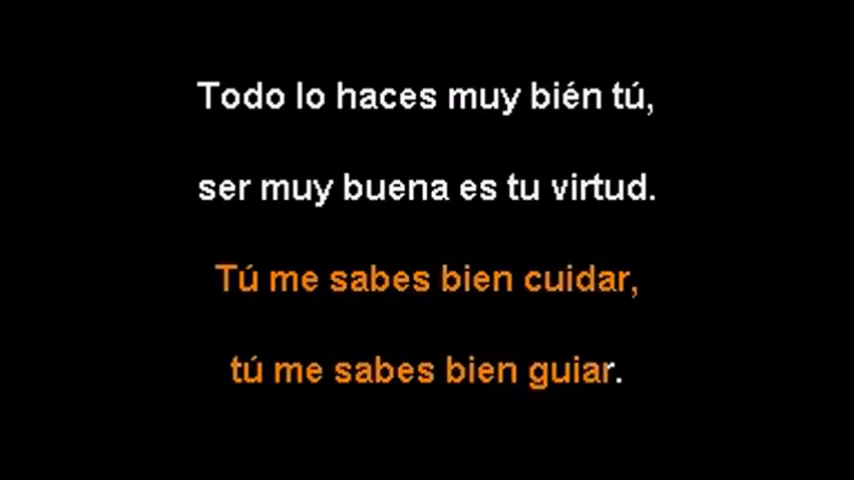 Todo lo haces muy bién tú,
ser muy buena es tu virtud.
Tú me sabes bien cuidar,
tú me sabes bien guiar.